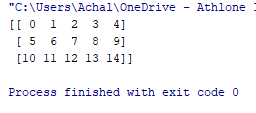 "C:\Users\Achal\OneDrive - Athlone
[[ 0  1  2  3  4]
 [ 5  6  7  8  9]
 [10 11 12 13 14]]
Process finished with exit code 0